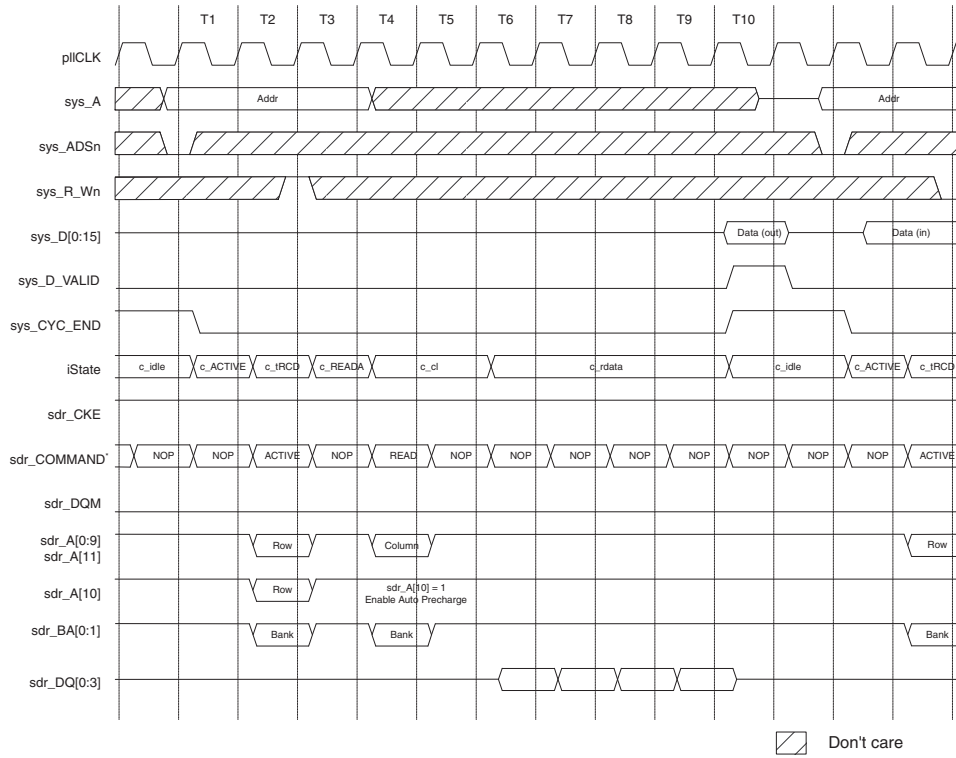 T1 T2 T3 T4 T5 T6 T7 T8 T9 T10
pllCLK
sys_A Addr Addr
sys_ADSn
sys_R_Wn
sys_D[0:15] Data (out) Data (in)
sys_D_VALID
sys_CYC_END
iState c_idle c_ACTIVE c_tRCD c_READA c_cl c_rdata c_idle c_ACTIVE c_tRCD
sdr_CKE
sdr_COMMAND* NOP NOP ACTIVE NOP READ NOP NOP NOP NOP NOP NOP NOP NOP ACTIVE
sdr_DQM
sdr_A[0:9]
sdr_A[11] Row Column Row
sdr_A[10] Row sdr_A[10] = 1
Enable Auto Precharge
sdr_BA[0:1] Bank Bank Bank
sdr_DQ[0:3]
Don't care